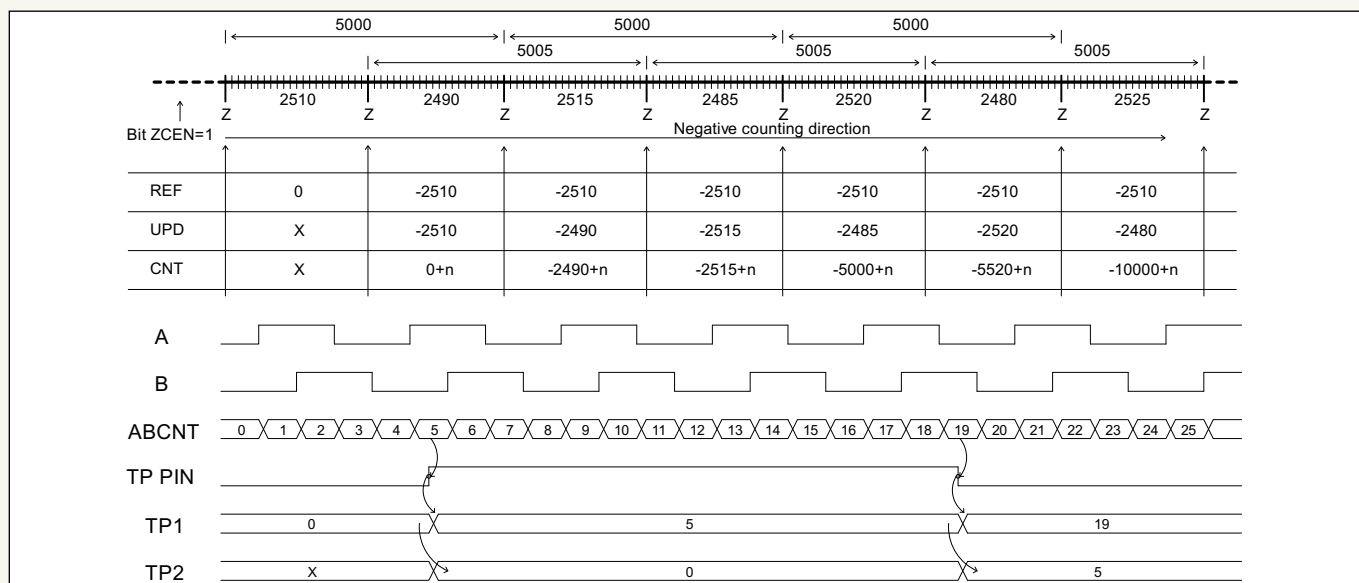 5000 5000 5000
5005 5005 5005
2510 2490 2515 2485 2520 2480 2525
Z Z Z Z Z Z Z Z
Bit ZCEN=1 Negative counting direction
REF 0 -2510 -2510 -2510 -2510 -2510 -2510
UPD X -2510 -2490 -2515 -2485 -2520 -2480
CNT X 0+n -2490+n -2515+n -5000+n -5520+n -10000+n
A
B
ABCNT 0 1 2 3 4 5 6 7 8 9 10 11 12 13 14 15 16 17 18 19 20 21 22 23 24 25
TP PIN
TP1 0 5 19
TP2 X 0 5